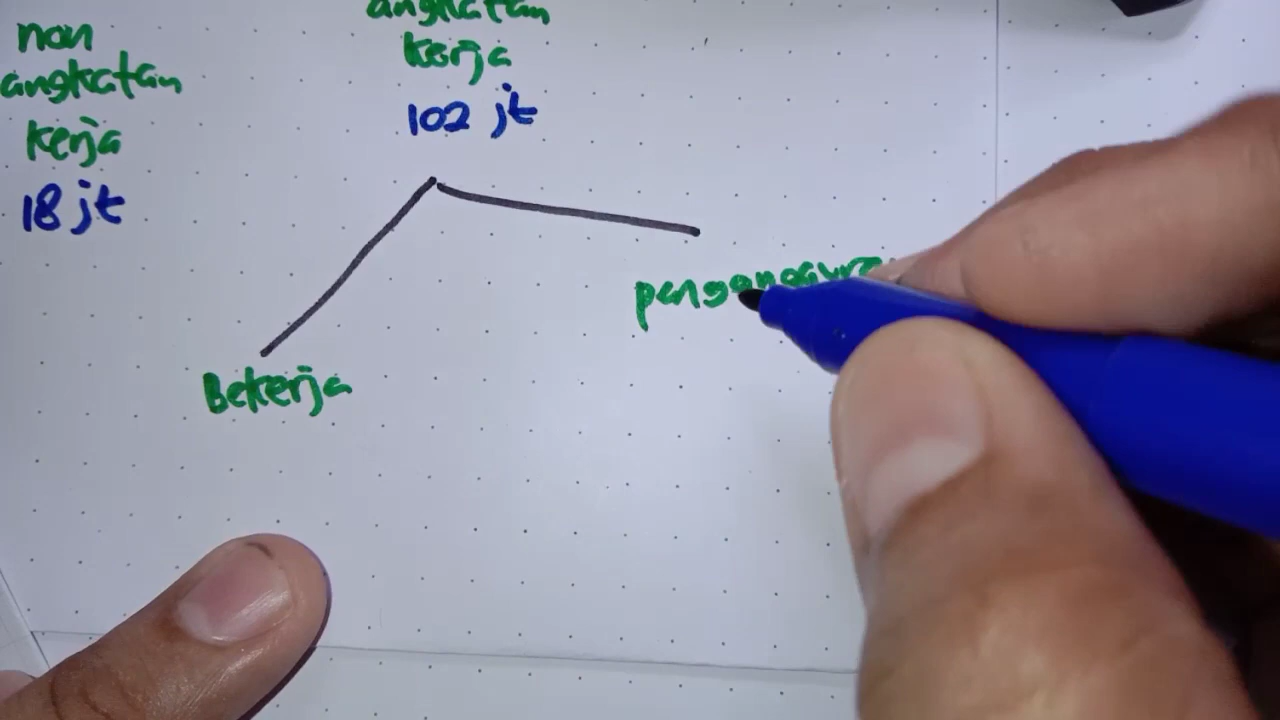 non
angkatan
kerja
18 jt
angkatan
kerja
102 jt
Bekerja